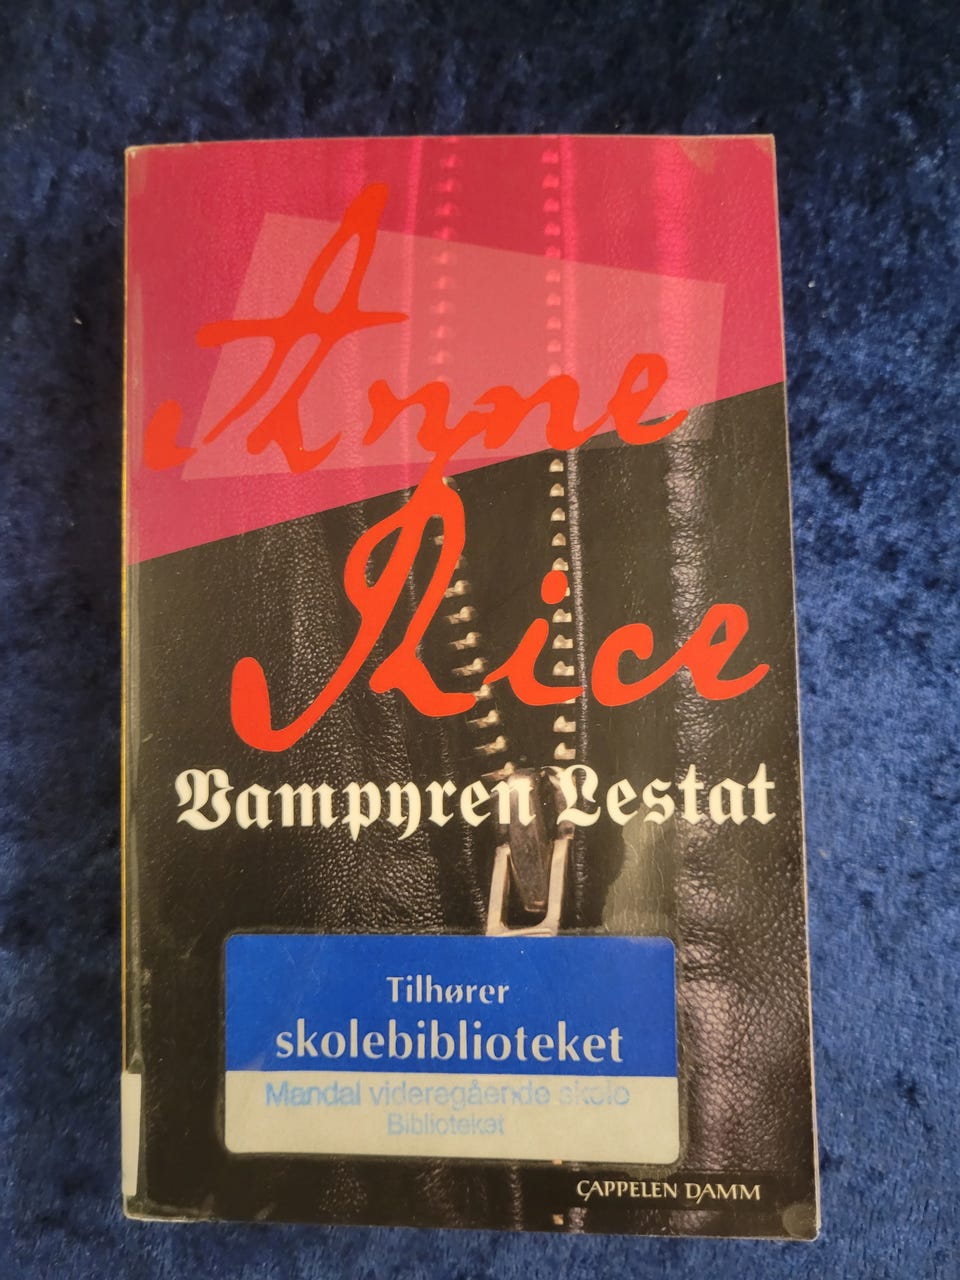 Anne
Rice
Vampyren Lestat
Tilhører
skolebiblioteket
Mandal videregående skole
Biblioteket
CAPPELEN DAMM